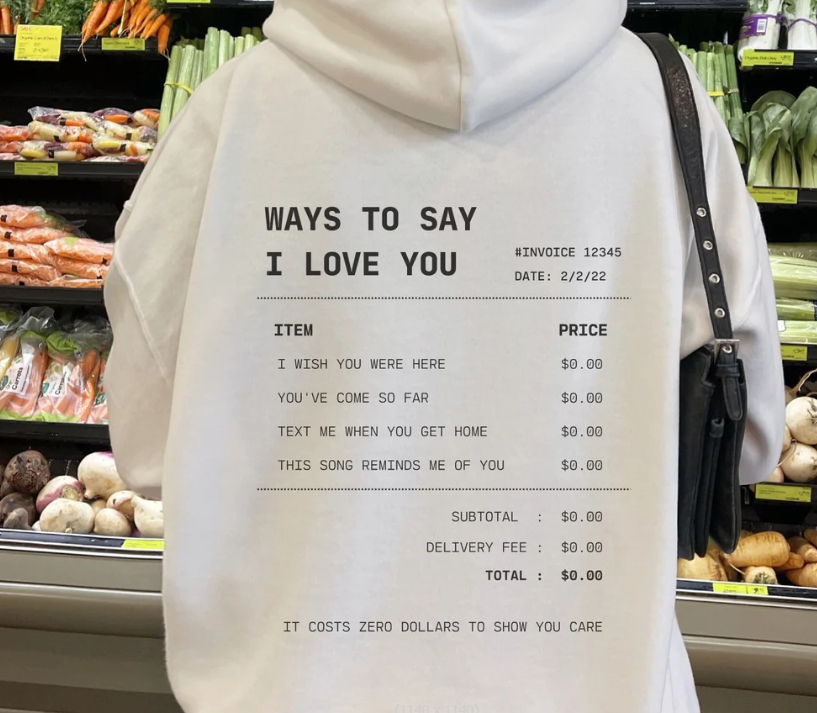 WAYS TO SAY
I LOVE YOU
#INVOICE 12345
DATE: 2/2/22
ITEM PRICE
I WISH YOU WERE HERE $0.00
YOU'VE COME SO FAR $0.00
TEXT ME WHEN YOU GET HOME $0.00
THIS SONG REMINDS ME OF YOU $0.00
SUBTOTAL : $0.00
DELIVERY FEE : $0.00
TOTAL : $0.00
IT COSTS ZERO DOLLARS TO SHOW YOU CARE
Carrots